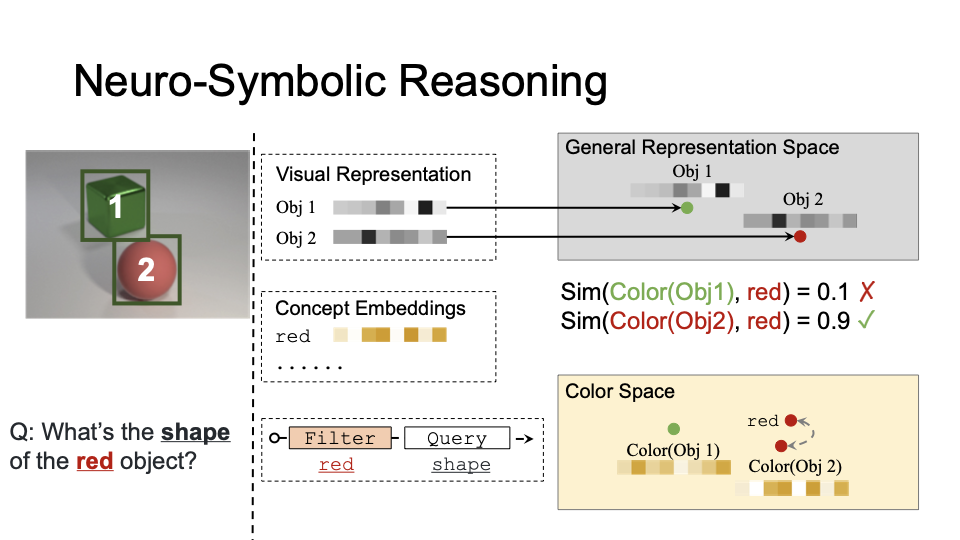 Neuro-Symbolic Reasoning
1
2
Q: What's the shape
of the red object?
Visual Representation
Obj 1
Obj 2
Concept Embeddings
red
......
Filter
Query
red
shape
General Representation Space
Obj 1
Obj 2
Sim(Color(Obj1), red) = 0.1 ✗
Sim(Color(Obj2), red) = 0.9 ✓
Color Space
red
Color(Obj 1)
Color(Obj 2)